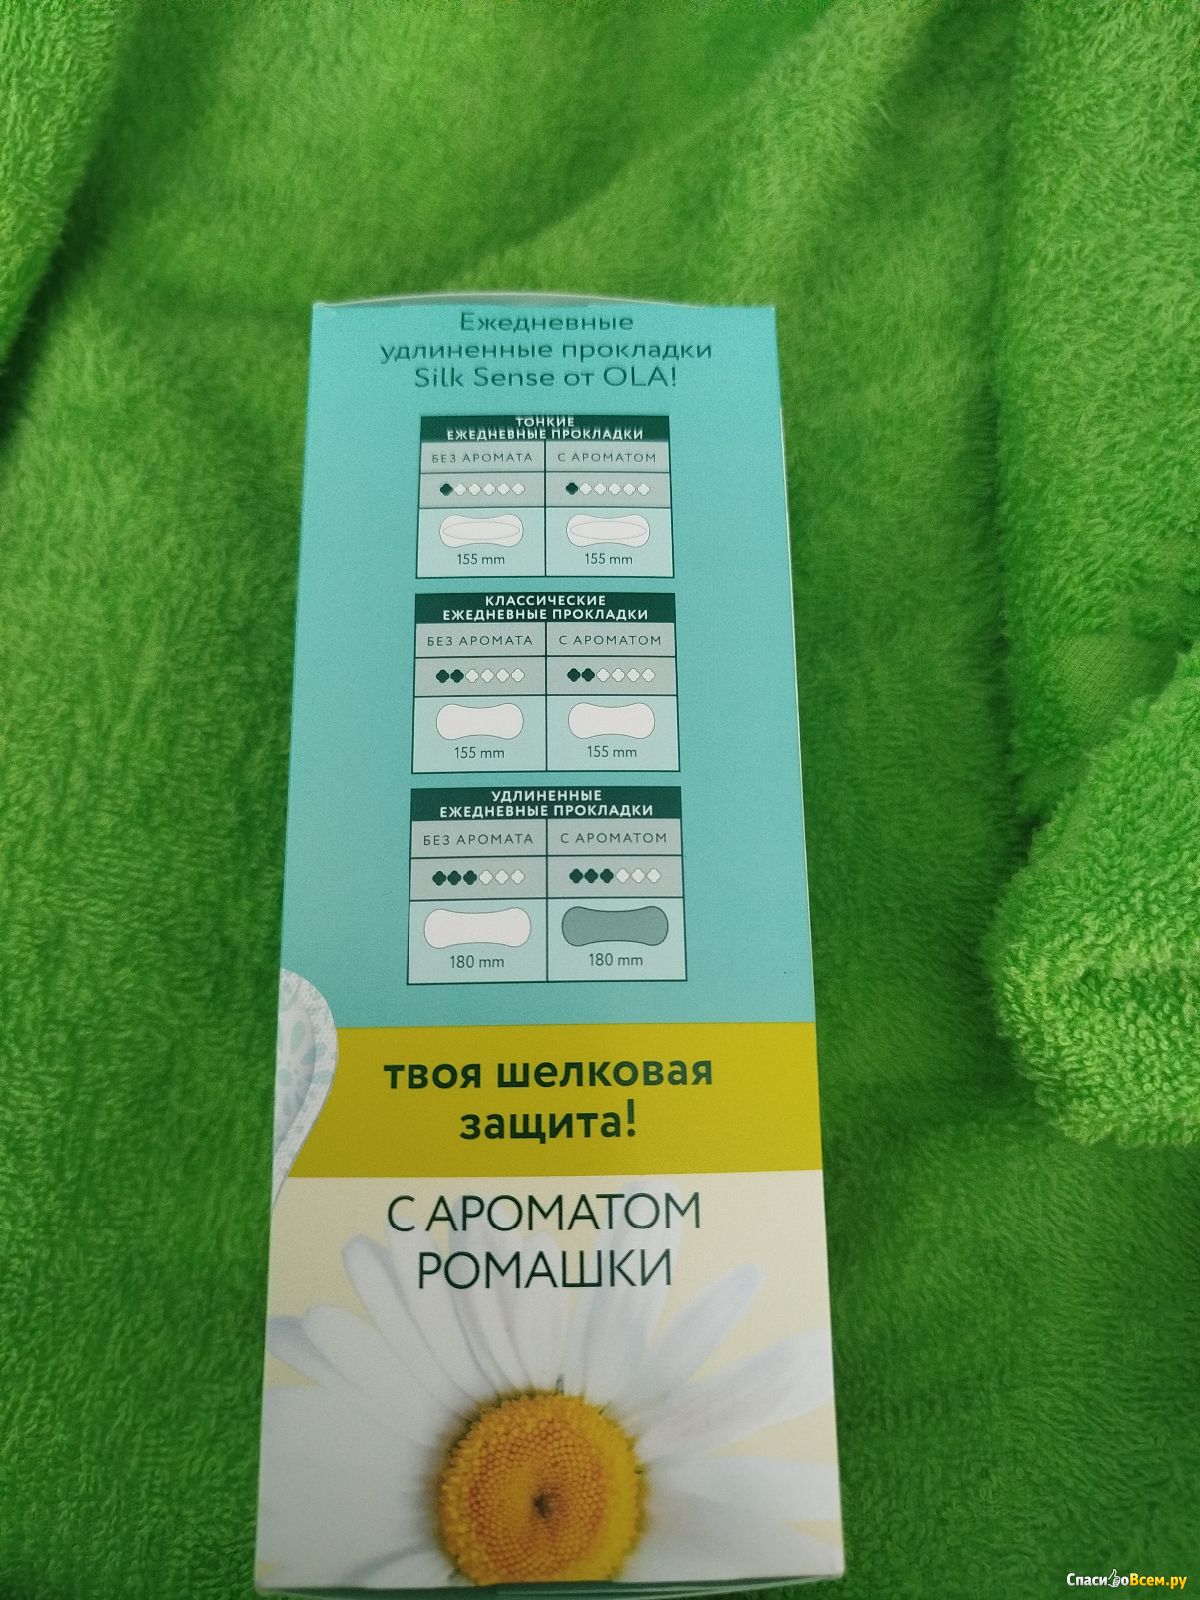 Ежедневные
удлиненные прокладки
Silk Sense от OLA!
ТОНКИЕ
ЕЖЕДНЕВНЫЕ ПРОКЛАДКИ
БЕЗ АРОМАТА С АРОМАТОМ
155 mm 155 mm
КЛАССИЧЕСКИЕ
ЕЖЕДНЕВНЫЕ ПРОКЛАДКИ
БЕЗ АРОМАТА С АРОМАТОМ
155 mm 155 mm
УДЛИНЕННЫЕ
ЕЖЕДНЕВНЫЕ ПРОКЛАДКИ
БЕЗ АРОМАТА С АРОМАТОМ
180 mm 180 mm
твоя шелковая
защита!
С АРОМАТОМ
РОМАШКИ
СпасибоВсем.ру